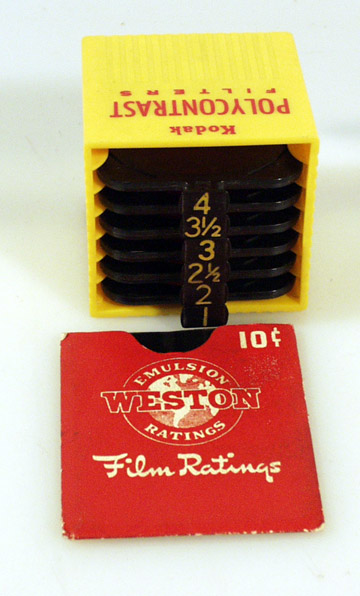 Kodak
POLYCONTRAST
FILTERS
4
3½
3
2½
2
1
10¢
EMULSION
WESTON
RATINGS
Film Ratings